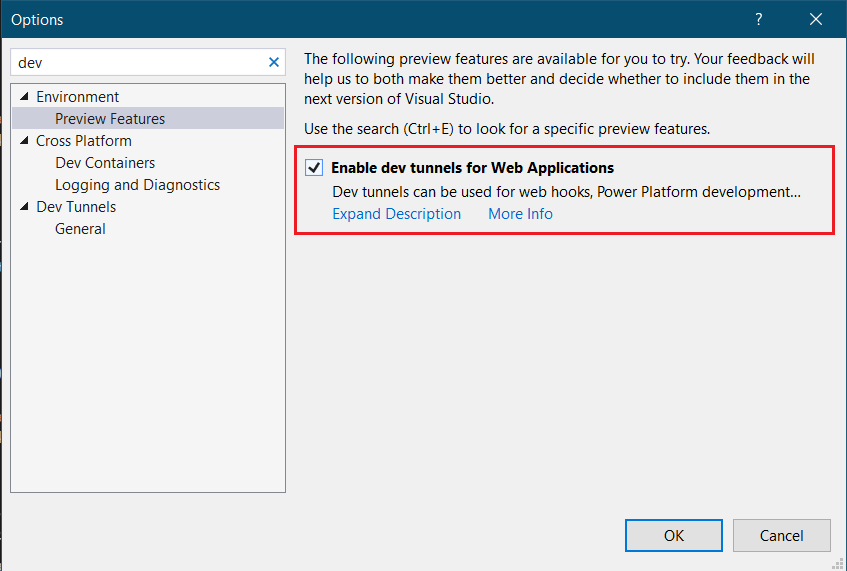 Options
dev
Environment
Preview Features
Cross Platform
Dev Containers
Logging and Diagnostics
Dev Tunnels
General
The following preview features are available for you to try. Your feedback will
help us to both make them better and decide whether to include them in the
next version of Visual Studio.
Use the search (Ctrl+E) to look for a specific preview features.
Enable dev tunnels for Web Applications
Dev tunnels can be used for web hooks, Power Platform development...
Expand Description More Info
OK Cancel